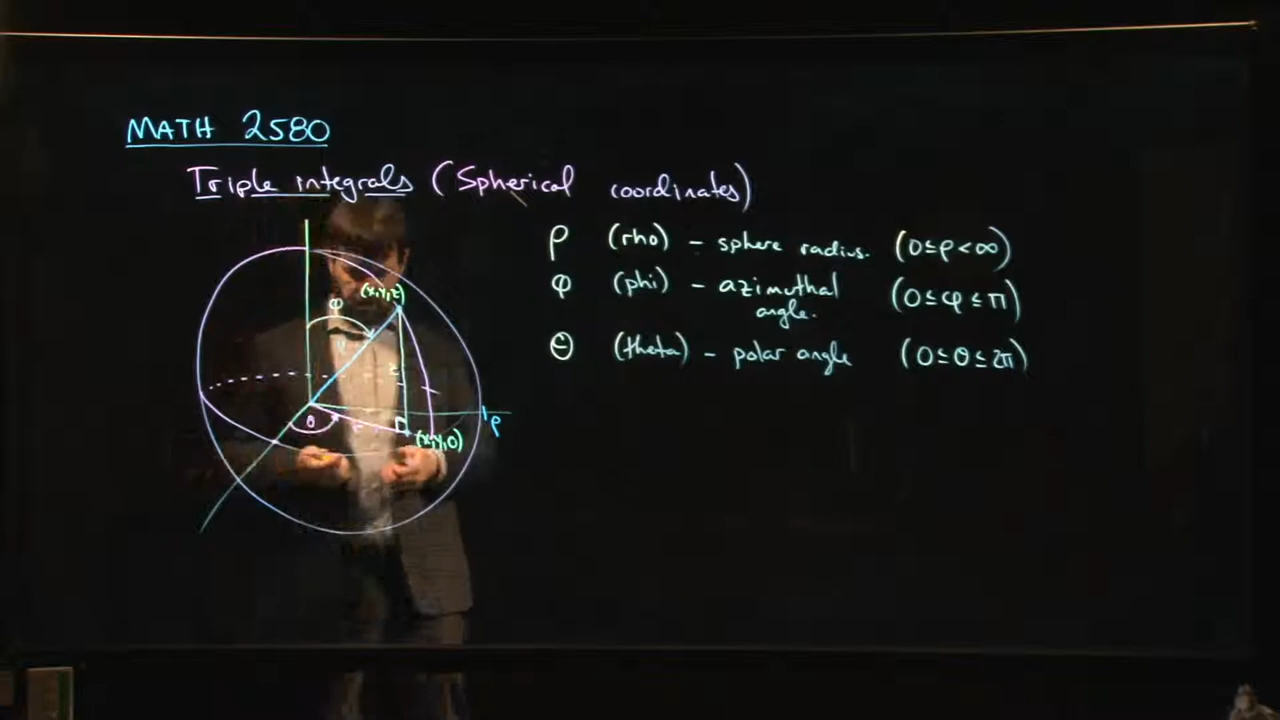 MATH 2580
Triple integrals (Spherical coordinates)
ρ (rho) - sphere radius. (0≤ρ<∞)
φ (phi) - azimuthal angle. (0≤φ≤π)
θ (theta) - polar angle (0≤θ≤2π)
φ
(x,y,z)
z
θ
r
(x,y,0)
ρ